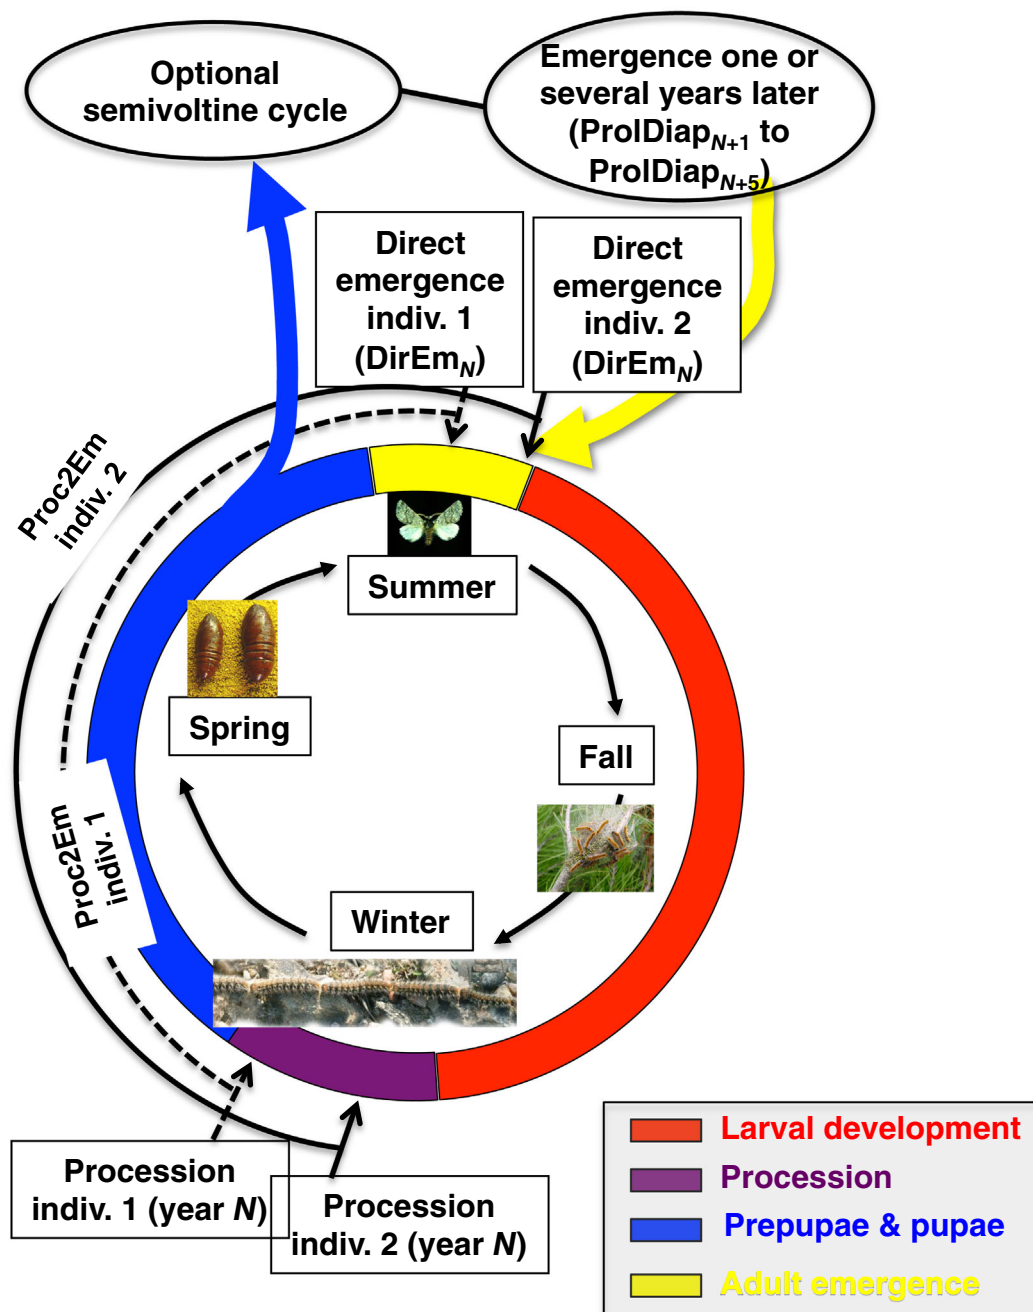 Optional
semivoltine cycle
Emergence one or
several years later
(ProlDiapN+1 to
ProlDiapN+5)
Direct
emergence
indiv. 1
(DirEmN)
Direct
emergence
indiv. 2
(DirEmN)
Proc2Em
indiv. 2
Summer
Spring
Fall
Proc2Em
indiv. 1
Winter
Procession
indiv. 1 (year N)
Procession
indiv. 2 (year N)
Larval development
Procession
Prepupae & pupae
Adult emergence